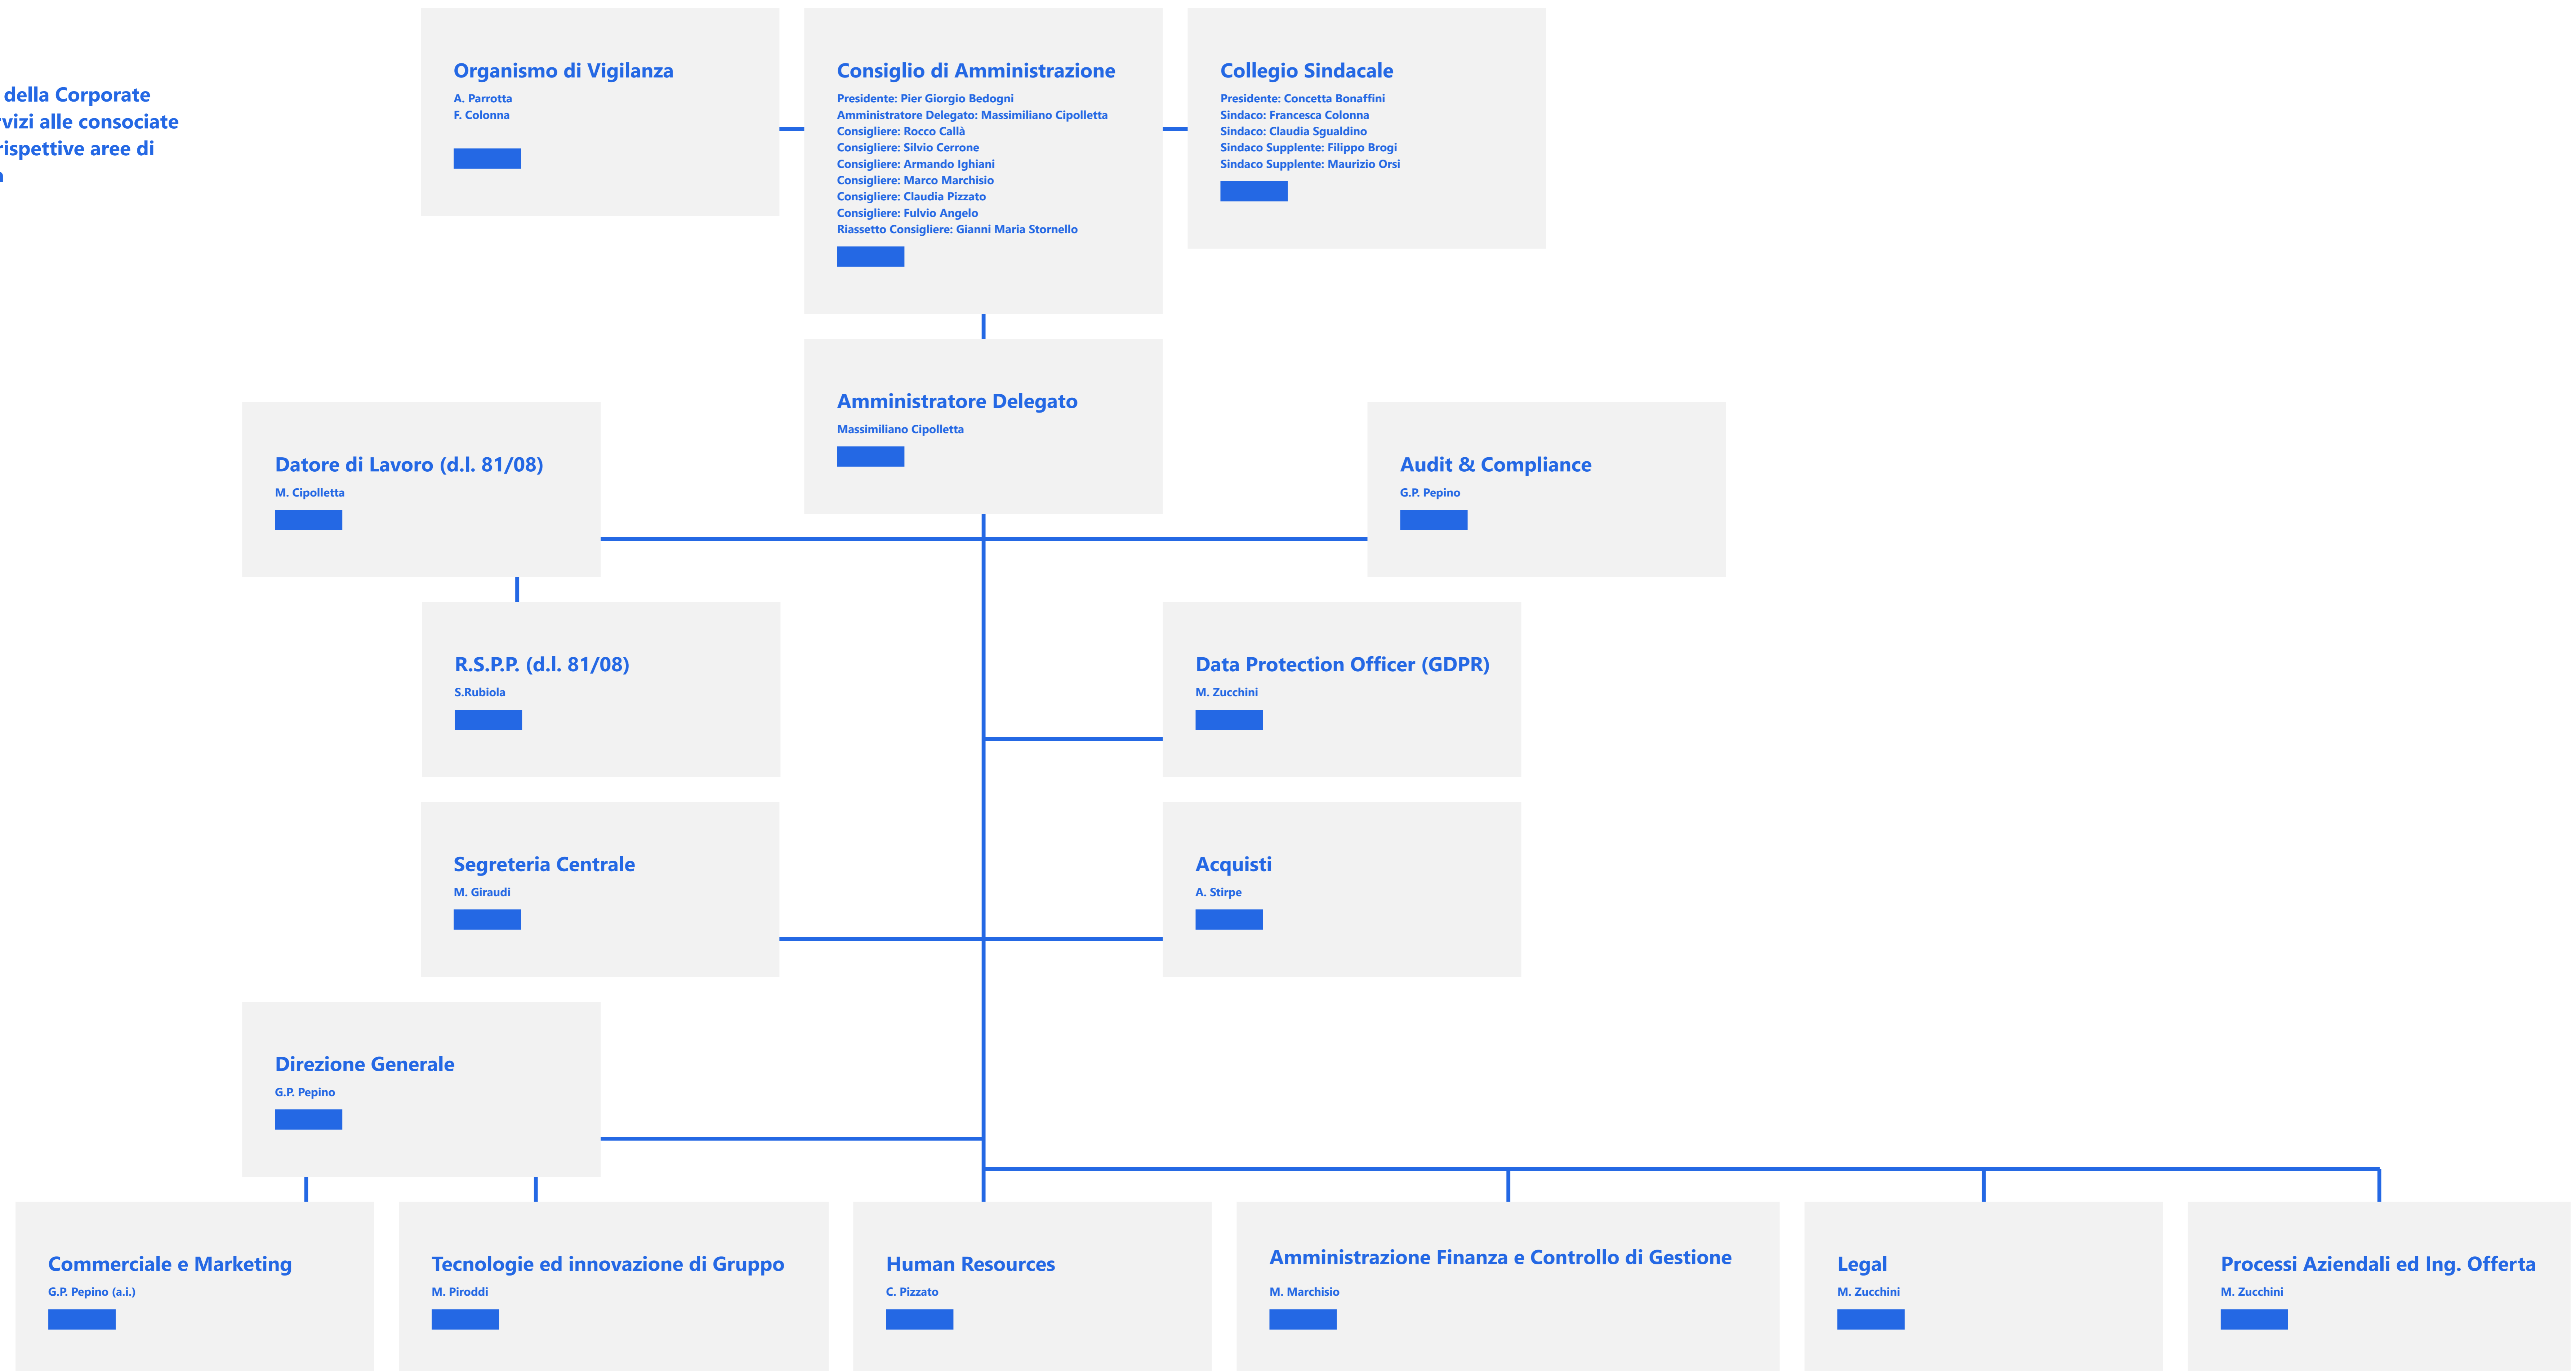 della Corporate
vizi alle consociate
rispettive aree di
Organismo di Vigilanza
A. Parrotta
F. Colonna
Consiglio di Amministrazione
Presidente: Pier Giorgio Bedogni
Amministratore Delegato: Massimiliano Cipolletta
Consigliere: Rocco Callà
Consigliere: Silvio Cerrone
Consigliere: Armando Ighiani
Consigliere: Marco Marchisio
Consigliere: Claudia Pizzato
Consigliere: Fulvio Angelo
Riassetto Consigliere: Gianni Maria Stornello
Collegio Sindacale
Presidente: Concetta Bonaffini
Sindaco: Francesca Colonna
Sindaco: Claudia Sgualdino
Sindaco Supplente: Filippo Brogi
Sindaco Supplente: Maurizio Orsi
Amministratore Delegato
Massimiliano Cipolletta
Datore di Lavoro (d.l. 81/08)
M. Cipolletta
Audit & Compliance
G.P. Pepino
R.S.P.P. (d.l. 81/08)
S.Rubiola
Data Protection Officer (GDPR)
M. Zucchini
Segreteria Centrale
M. Giraudi
Acquisti
A. Stirpe
Direzione Generale
G.P. Pepino
Commerciale e Marketing
G.P. Pepino (a.i.)
Tecnologie ed innovazione di Gruppo
M. Piroddi
Human Resources
C. Pizzato
Amministrazione Finanza e Controllo di Gestione
M. Marchisio
Legal
M. Zucchini
Processi Aziendali ed Ing. Offerta
M. Zucchini